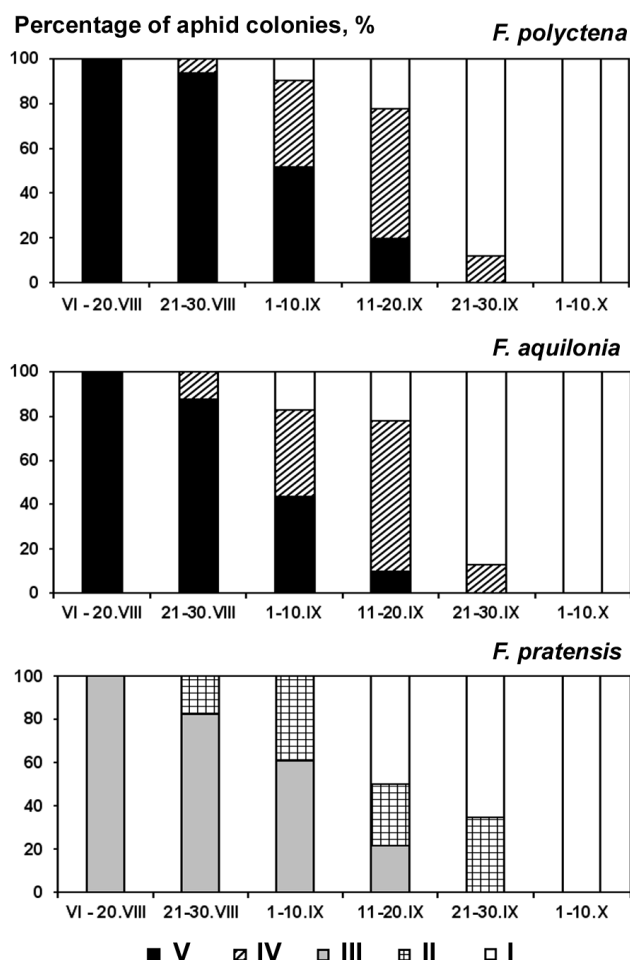 Percentage of aphid colonies, %
F. polyctena
100
80
60
40
20
0
VI - 20.VIII 21-30.VIII 1-10.IX 11-20.IX 21-30.IX 1-10.X
F. aquilonia
100
80
60
40
20
0
VI - 20.VIII 21-30.VIII 1-10.IX 11-20.IX 21-30.IX 1-10.X
F. pratensis
100
80
60
40
20
0
VI - 20.VIII 21-30.VIII 1-10.IX 11-20.IX 21-30.IX 1-10.X
V IV III II I